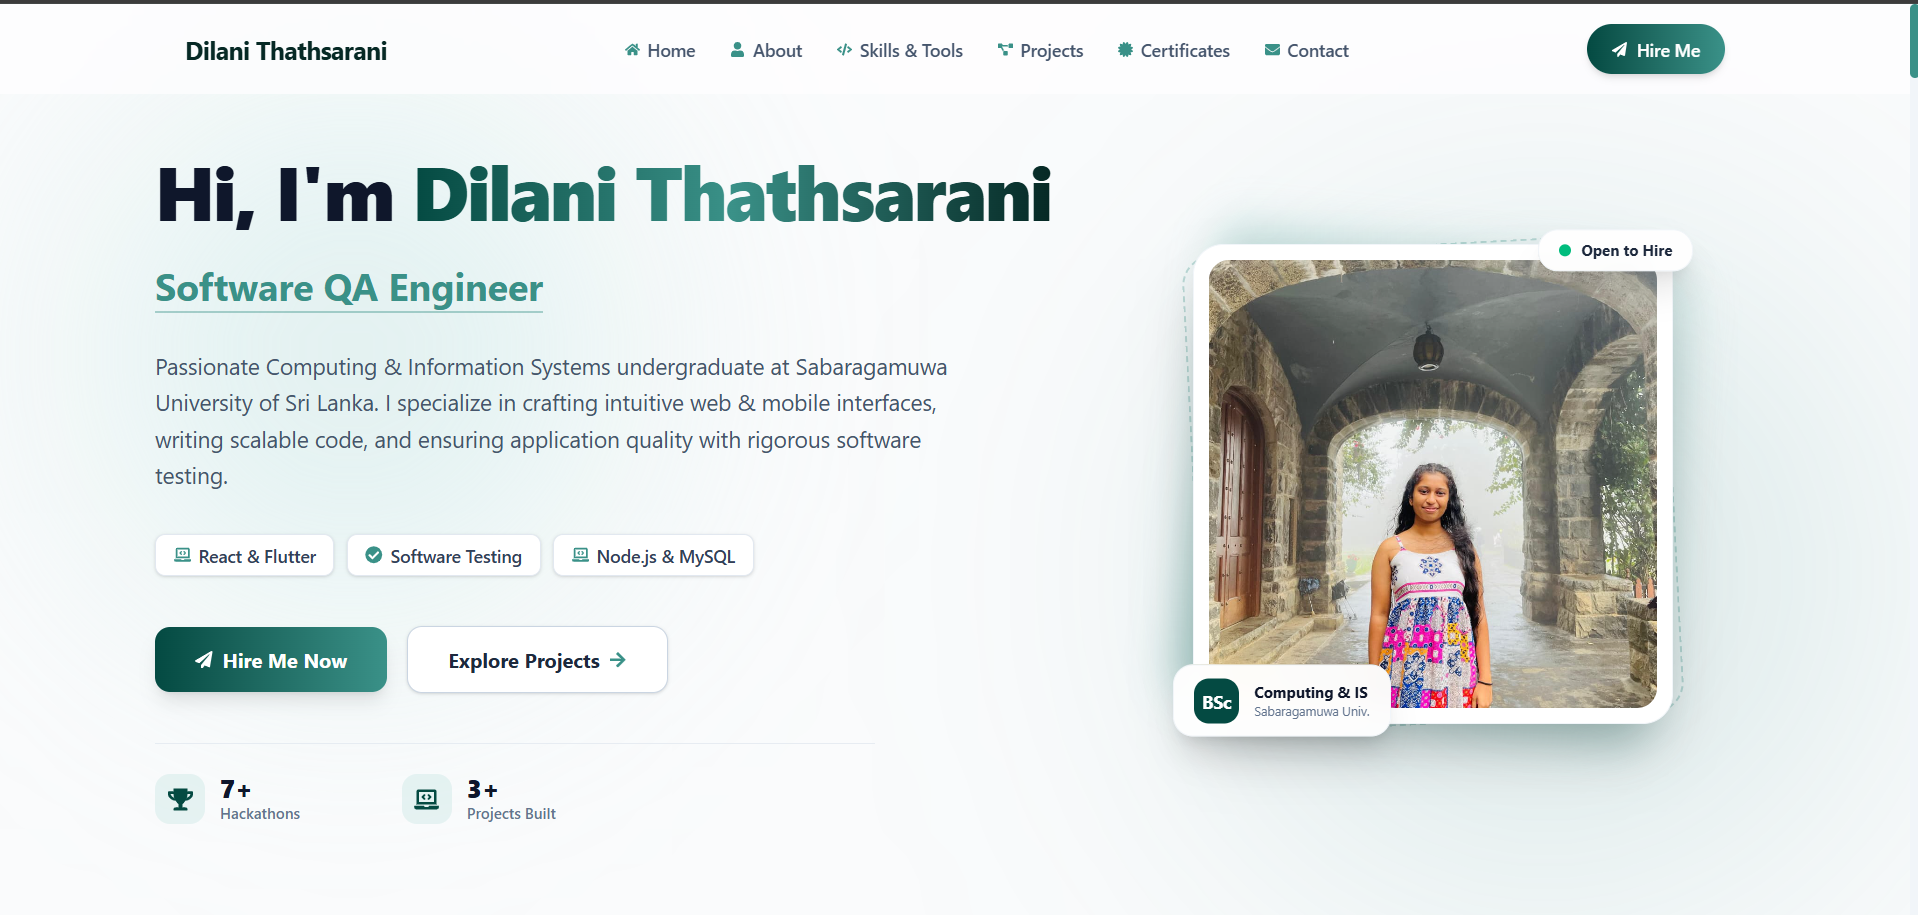 Dilani Thathsarani
Home
About
Skills & Tools
Projects
Certificates
Contact
Hire Me
Hi, I'm Dilani Thathsarani
Software QA Engineer
Passionate Computing & Information Systems undergraduate at Sabaragamuwa
University of Sri Lanka. I specialize in crafting intuitive web & mobile interfaces,
writing scalable code, and ensuring application quality with rigorous software
testing.
React & Flutter
Software Testing
Node.js & MySQL
Hire Me Now
Explore Projects
7+
Hackathons
3+
Projects Built
Open to Hire
BSc
Computing & IS
Sabaragamuwa Univ.